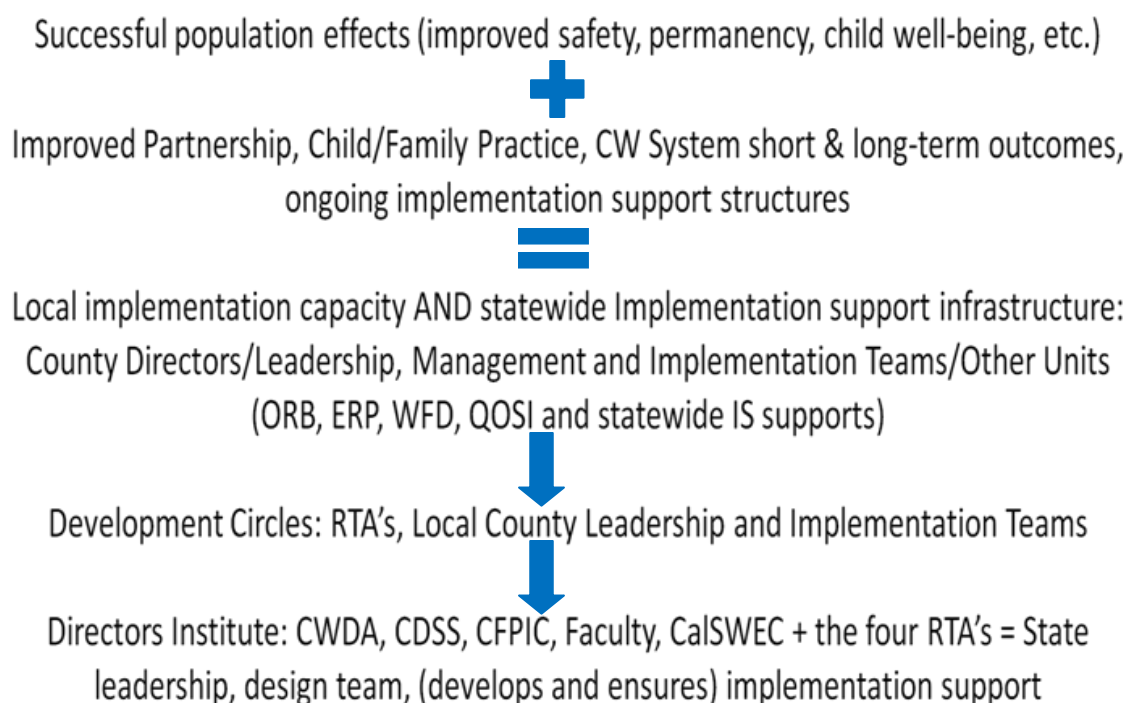 Successful population effects (improved safety, permanency, child well-being, etc.)
Improved Partnership, Child/Family Practice, CW System short & long-term outcomes,
ongoing implementation support structures
Local implementation capacity AND statewide Implementation support infrastructure:
County Directors/Leadership, Management and Implementation Teams/Other Units
(ORB, ERP, WFD, QOSI and statewide IS supports)
Development Circles: RTA's, Local County Leadership and Implementation Teams
Directors Institute: CWDA, CDSS, CFPIC, Faculty, CalSWEC + the four RTA's = State
leadership, design team, (develops and ensures) implementation support